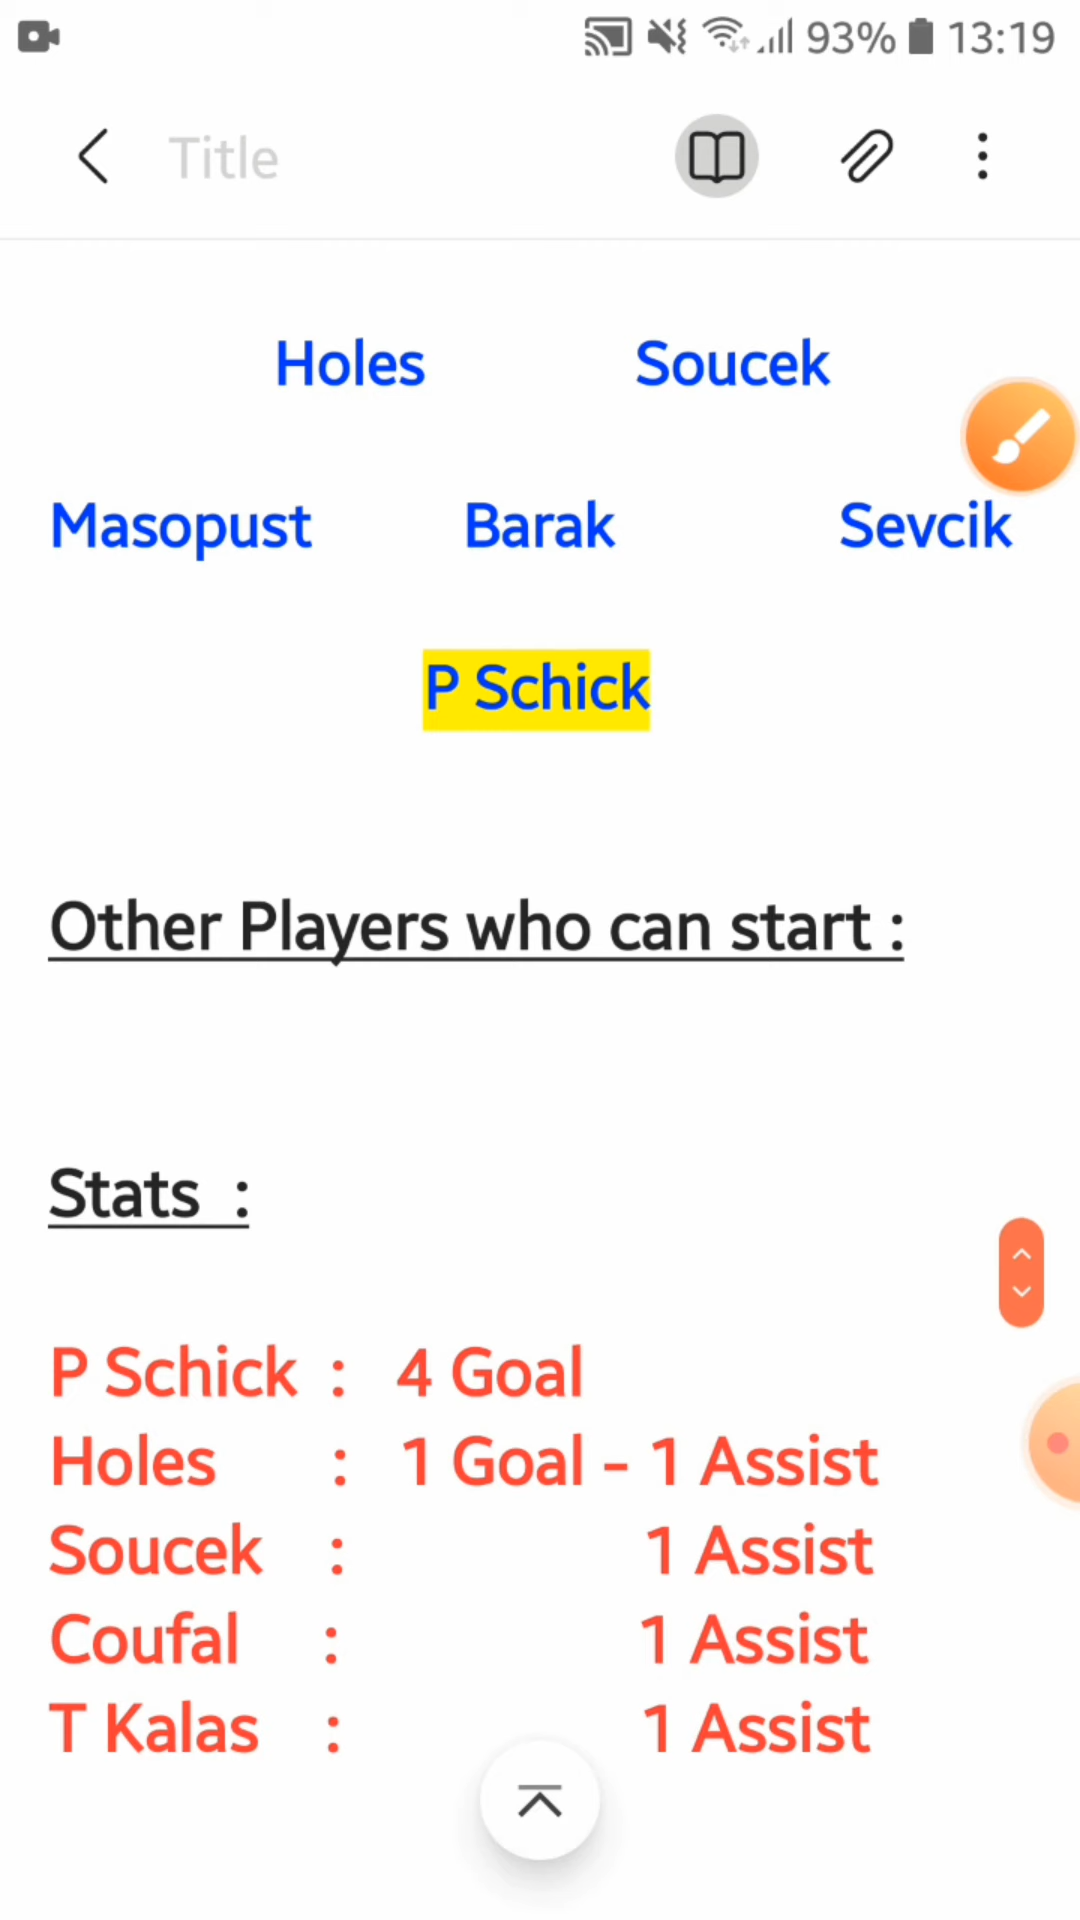 93% 13:19
Title
Holes Soucek
Masopust Barak Sevcik
P Schick
Other Players who can start :
Stats :
P Schick : 4 Goal
Holes : 1 Goal - 1 Assist
Soucek : 1 Assist
Coufal : 1 Assist
T Kalas : 1 Assist